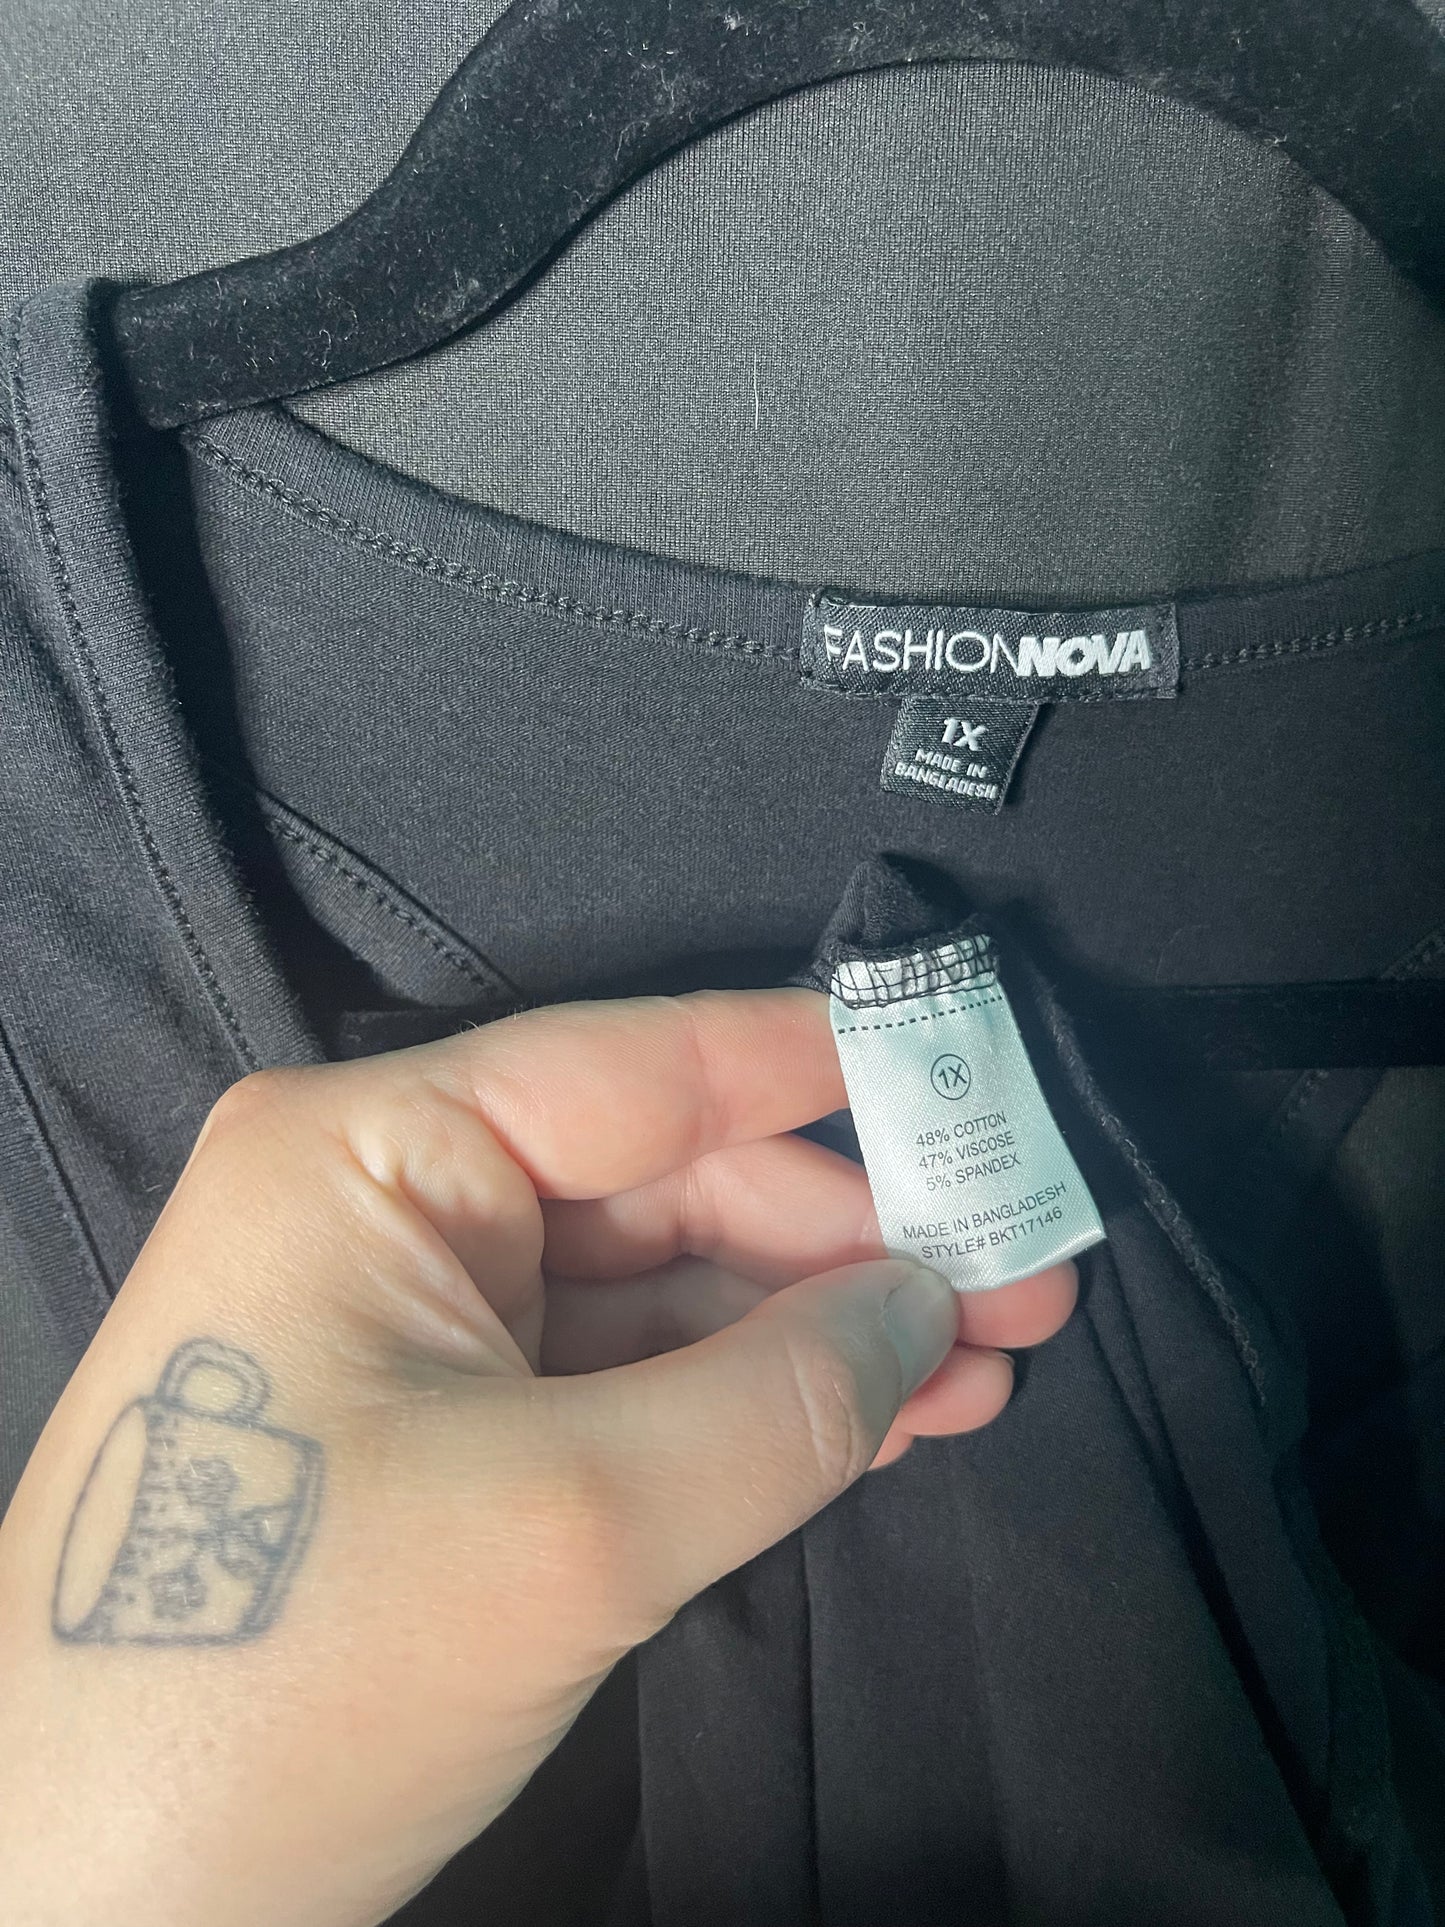 FASHIONNOVA
1X
MADE IN
BANGLADESH
1X
48% COTTON
47% VISCOSE
5% SPANDEX
MADE IN BANGLADESH
STYLE# BKT17146